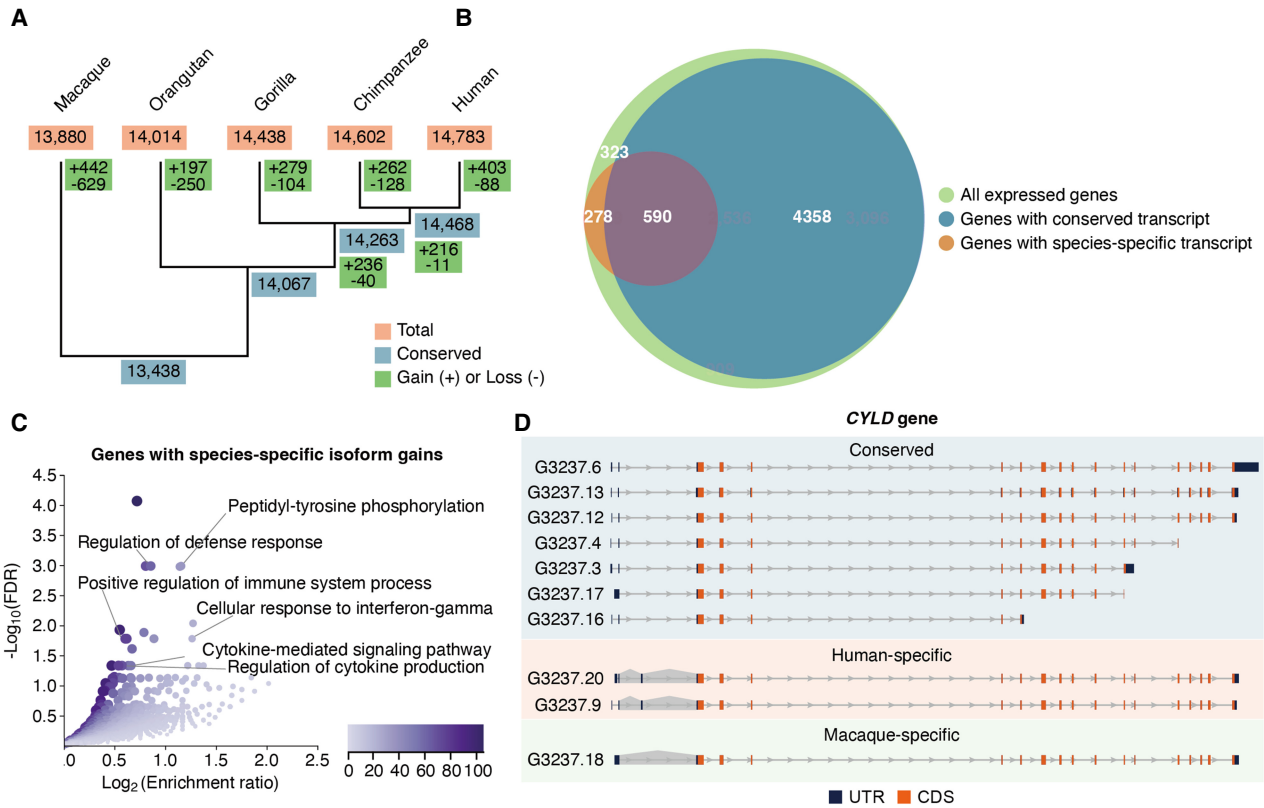 A
Macaque
Orangutan
Gorilla
Chimpanzee
Human
13,880
14,014
14,438
14,602
14,783
+442
-629
+197
-250
+279
-104
+262
-128
+403
-88
14,468
+216
-11
14,263
+236
-40
14,067
13,438
Total
Conserved
Gain (+) or Loss (-)
B
323
278
590
4358
All expressed genes
Genes with conserved transcript
Genes with species-specific transcript
C
Genes with species-specific isoform gains
-Log10(FDR)
4.5
4.0
3.5
3.0
2.5
2.0
1.5
1.0
0.5
Peptidyl-tyrosine phosphorylation
Regulation of defense response
Positive regulation of immune system process
Cellular response to interferon-gamma
Cytokine-mediated signaling pathway
Regulation of cytokine production
.0 0.5 1.0 1.5 2.0 2.5
Log2 (Enrichment ratio)
0 20 40 60 80 100
D
CYLD gene
Conserved
G3237.6
G3237.13
G3237.12
G3237.4
G3237.3
G3237.17
G3237.16
Human-specific
G3237.20
G3237.9
Macaque-specific
G3237.18
UTR CDS